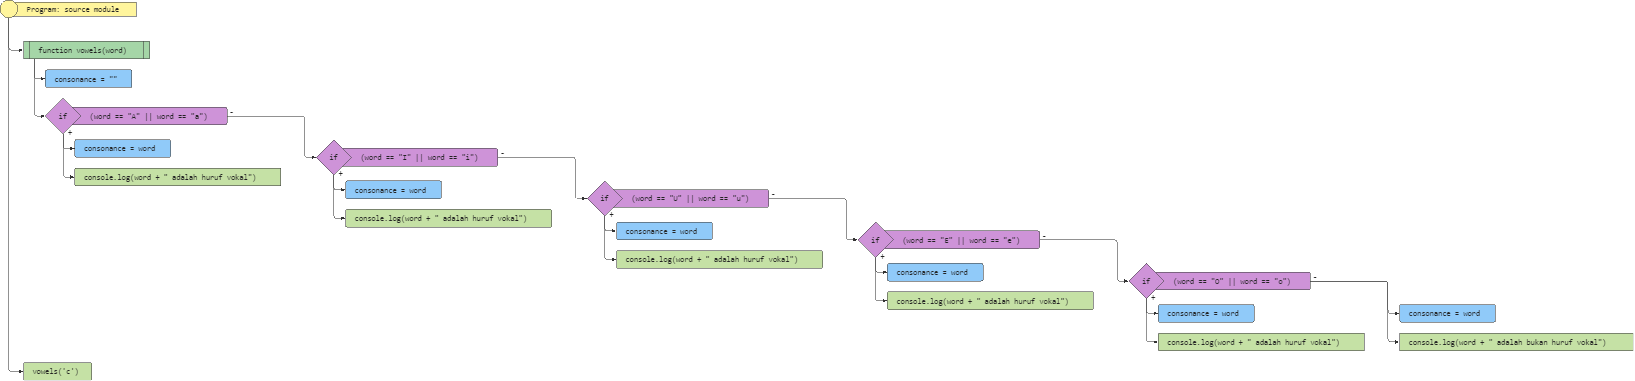 Program: source module
function vowels(word)
consonance = ""
if (word == "A" || word == "a") -
+
consonance = word
console.log(word + " adalah huruf vokal")
if (word == "I" || word == "i") -
+
consonance = word
console.log(word + " adalah huruf vokal")
if (word == "U" || word == "u") -
+
consonance = word
console.log(word + " adalah huruf vokal")
if (word == "E" || word == "e") -
+
consonance = word
console.log(word + " adalah huruf vokal")
if (word == "O" || word == "o") -
+
consonance = word
console.log(word + " adalah huruf vokal")
consonance = word
console.log(word + " adalah bukan huruf vokal")
vowels('c')